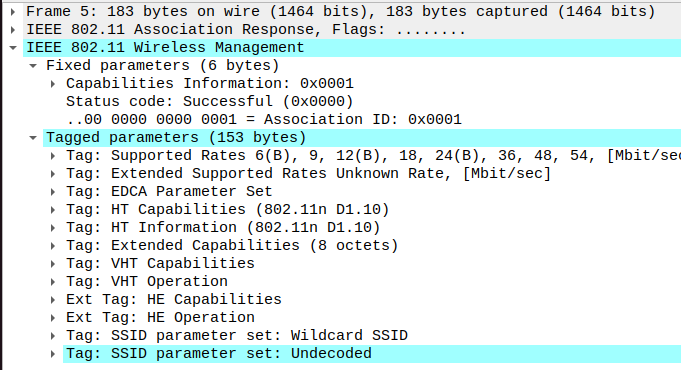 Frame 5: 183 bytes on wire (1464 bits), 183 bytes captured (1464 bits)
IEEE 802.11 Association Response, Flags: ........
IEEE 802.11 Wireless Management
Fixed parameters (6 bytes)
Capabilities Information: 0x0001
Status code: Successful (0x0000)
..00 0000 0000 0001 = Association ID: 0x0001
Tagged parameters (153 bytes)
Tag: Supported Rates 6(B), 9, 12(B), 18, 24(B), 36, 48, 54, [Mbit/sec
Tag: Extended Supported Rates Unknown Rate, [Mbit/sec]
Tag: EDCA Parameter Set
Tag: HT Capabilities (802.11n D1.10)
Tag: HT Information (802.11n D1.10)
Tag: Extended Capabilities (8 octets)
Tag: VHT Capabilities
Tag: VHT Operation
Ext Tag: HE Capabilities
Ext Tag: HE Operation
Tag: SSID parameter set: Wildcard SSID
Tag: SSID parameter set: Undecoded